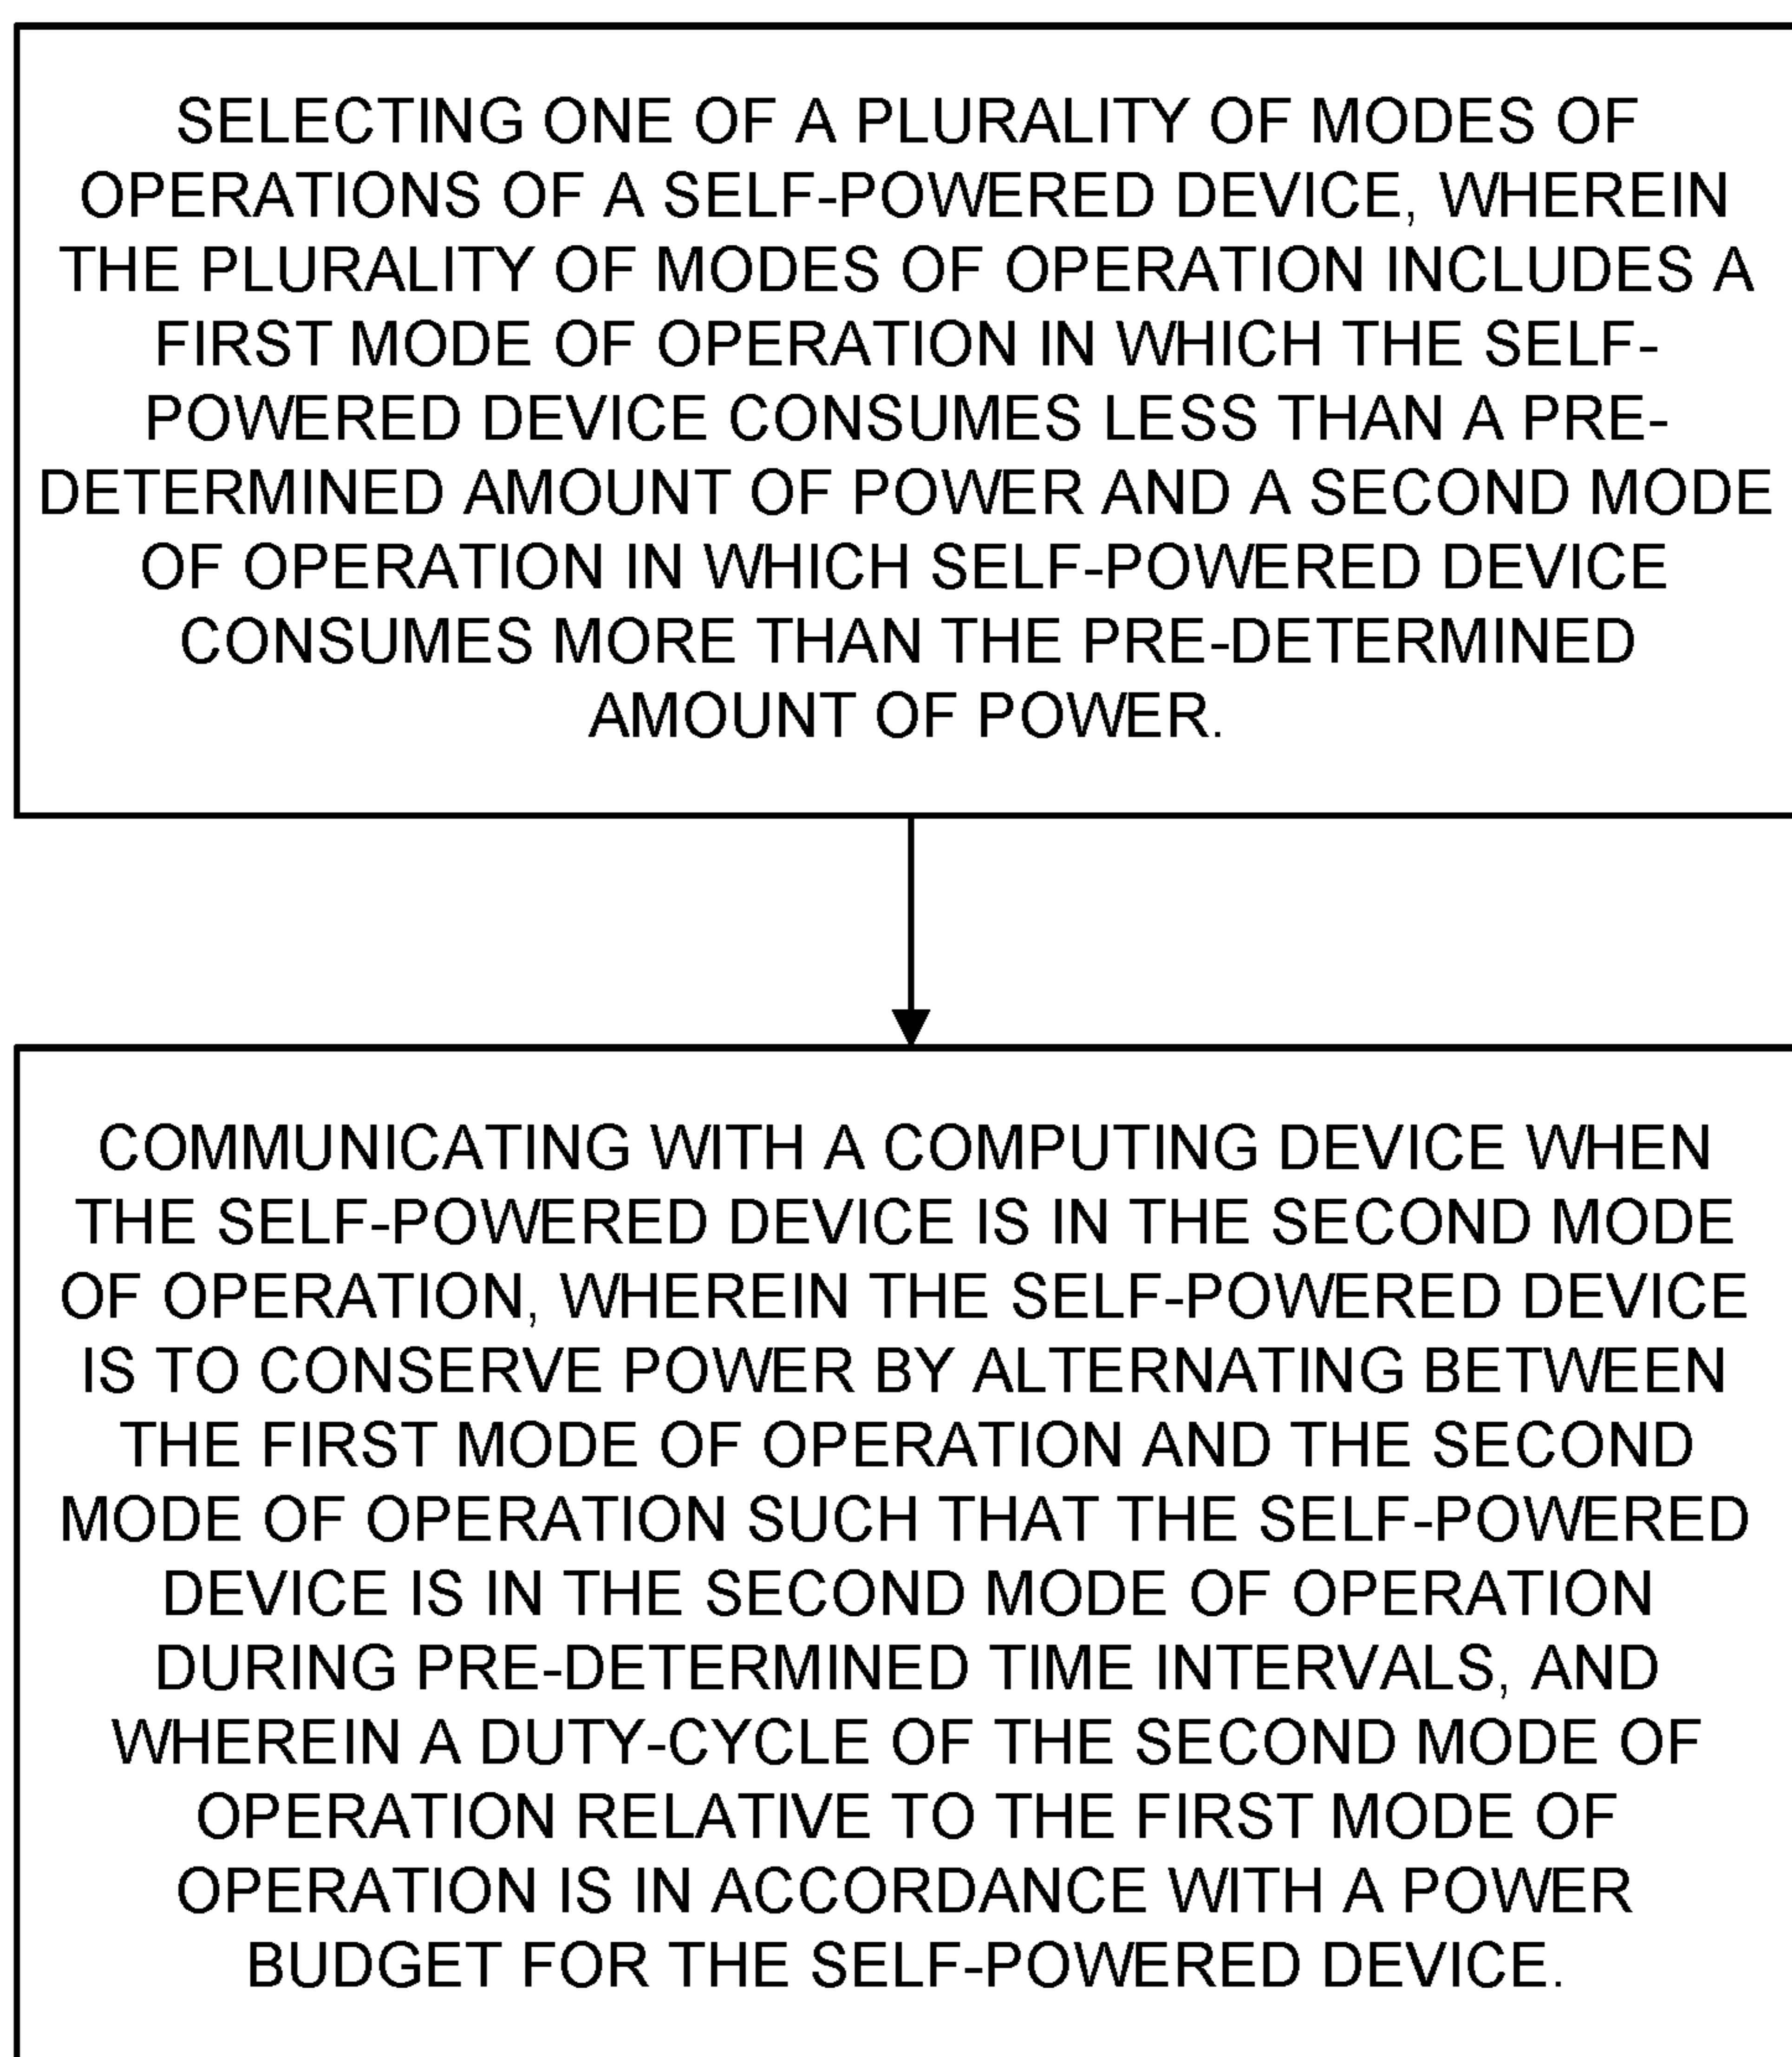 SELECTING ONE OF A PLURALITY OF MODES OF
OPERATIONS OF A SELF-POWERED DEVICE, WHEREIN
THE PLURALITY OF MODES OF OPERATION INCLUDES A
FIRST MODE OF OPERATION IN WHICH THE SELF-
POWERED DEVICE CONSUMES LESS THAN A PRE-
DETERMINED AMOUNT OF POWER AND A SECOND MODE
OF OPERATION IN WHICH SELF-POWERED DEVICE
CONSUMES MORE THAN THE PRE-DETERMINED
AMOUNT OF POWER.
COMMUNICATING WITH A COMPUTING DEVICE WHEN
THE SELF-POWERED DEVICE IS IN THE SECOND MODE
OF OPERATION, WHEREIN THE SELF-POWERED DEVICE
IS TO CONSERVE POWER BY ALTERNATING BETWEEN
THE FIRST MODE OF OPERATION AND THE SECOND
MODE OF OPERATION SUCH THAT THE SELF-POWERED
DEVICE IS IN THE SECOND MODE OF OPERATION
DURING PRE-DETERMINED TIME INTERVALS, AND
WHEREIN A DUTY-CYCLE OF THE SECOND MODE OF
OPERATION RELATIVE TO THE FIRST MODE OF
OPERATION IS IN ACCORDANCE WITH A POWER
BUDGET FOR THE SELF-POWERED DEVICE.